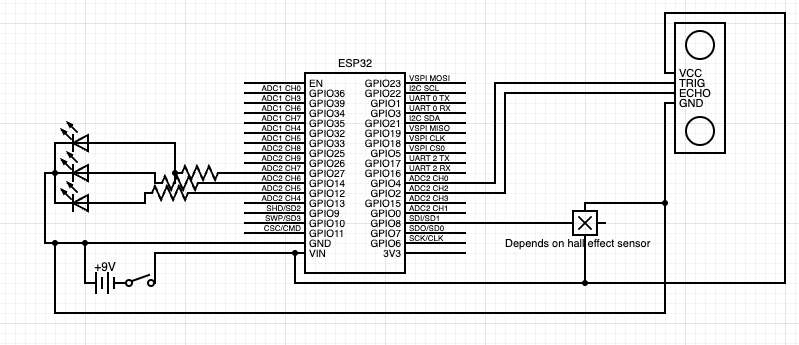 ESP32
VSPI MOSI
EN GPIO23
ADC1 CH0 I2C SCL
GPIO36 GPIO22
ADC1 CH3 UART 0 TX
GPIO39 GPIO1
ADC1 CH6 UART 0 RX
GPIO34 GPIO3
ADC1 CH7 I2C SDA
GPIO35 GPIO21
ADC1 CH4 VSPI MISO
GPIO32 GPIO19
ADC1 CH5 VSPI CLK
GPIO33 GPIO18
ADC2 CH8 VSPI CS0
GPIO25 GPIO5
ADC2 CH9 UART 2 TX
GPIO26 GPIO17
ADC2 CH7 UART 2 RX
GPIO27 GPIO16
ADC2 CH6 ADC2 CH0
GPIO14 GPIO4
ADC2 CH5 ADC2 CH2
GPIO12 GPIO2
ADC2 CH4 ADC2 CH3
GPIO13 GPIO15
SHD/SD2 ADC2 CH1
GPIO9 GPIO0
SWP/SD3 SDI/SD1
GPIO10 GPIO8
CSC/CMD SDO/SD0
GPIO11 GPIO7
SCK/CLK
GND GPIO6
VIN 3V3
VCC
TRIG
ECHO
GND
Depends on hall effect sensor
+9V